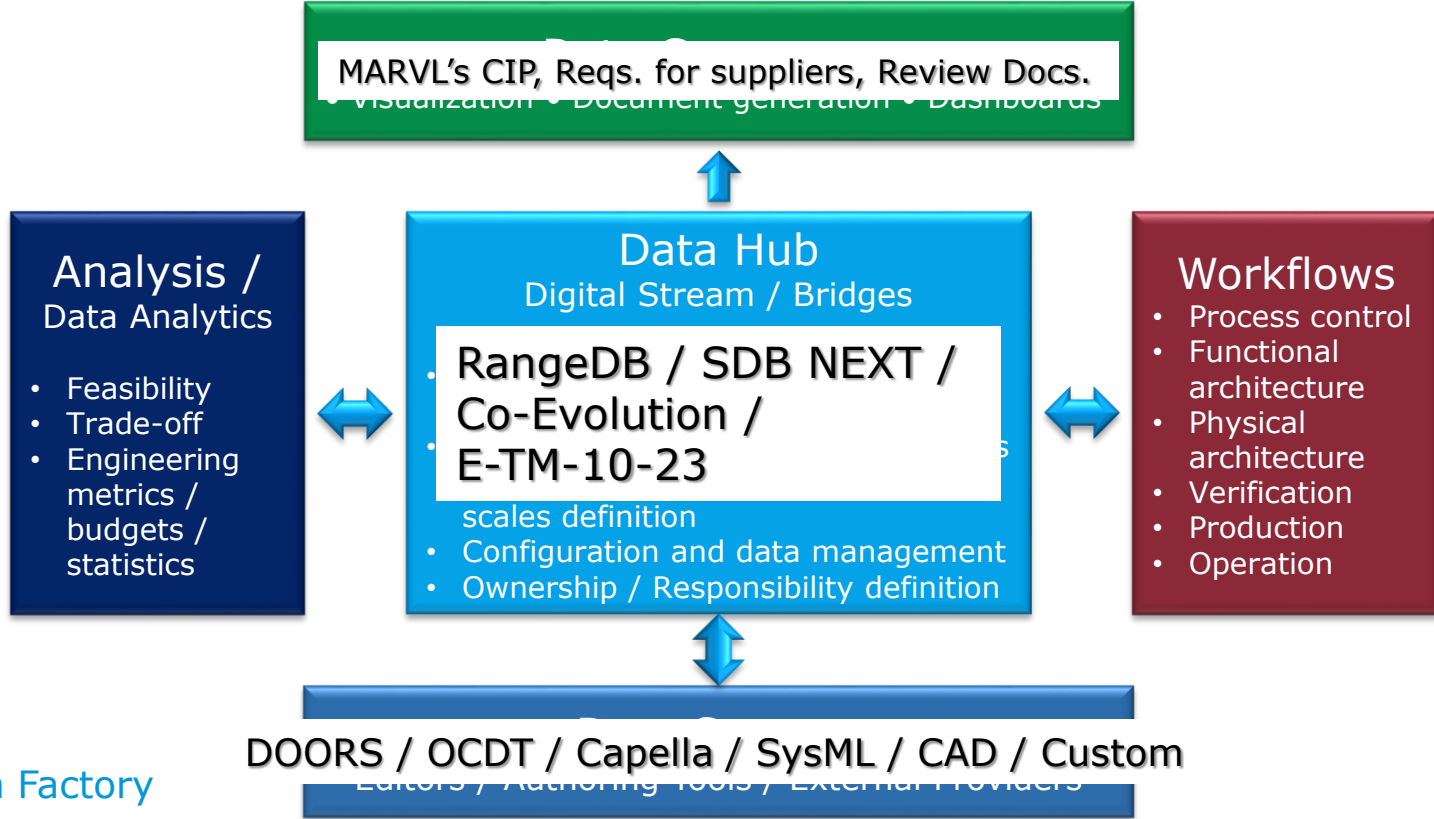 MARVL's CIP, Reqs. for suppliers, Review Docs.
• Visualization • Document generation • Dashboards
Analysis /
Data Analytics
• Feasibility
• Trade-off
• Engineering
metrics /
budgets /
statistics
Data Hub
Digital Stream / Bridges
RangeDB / SDB NEXT /
Co-Evolution /
E-TM-10-23
scales definition
• Configuration and data management
• Ownership / Responsibility definition
Workflows
• Process control
• Functional
architecture
• Physical
architecture
• Verification
• Production
• Operation
DOORS / OCDT / Capella / SysML / CAD / Custom
Editors / Authoring Tools / External Providers
Factory